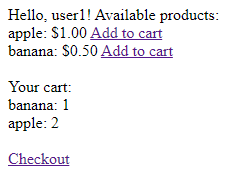 Hello, user1! Available products:
apple: $1.00 Add to cart
banana: $0.50 Add to cart
Your cart:
banana: 1
apple: 2
Checkout